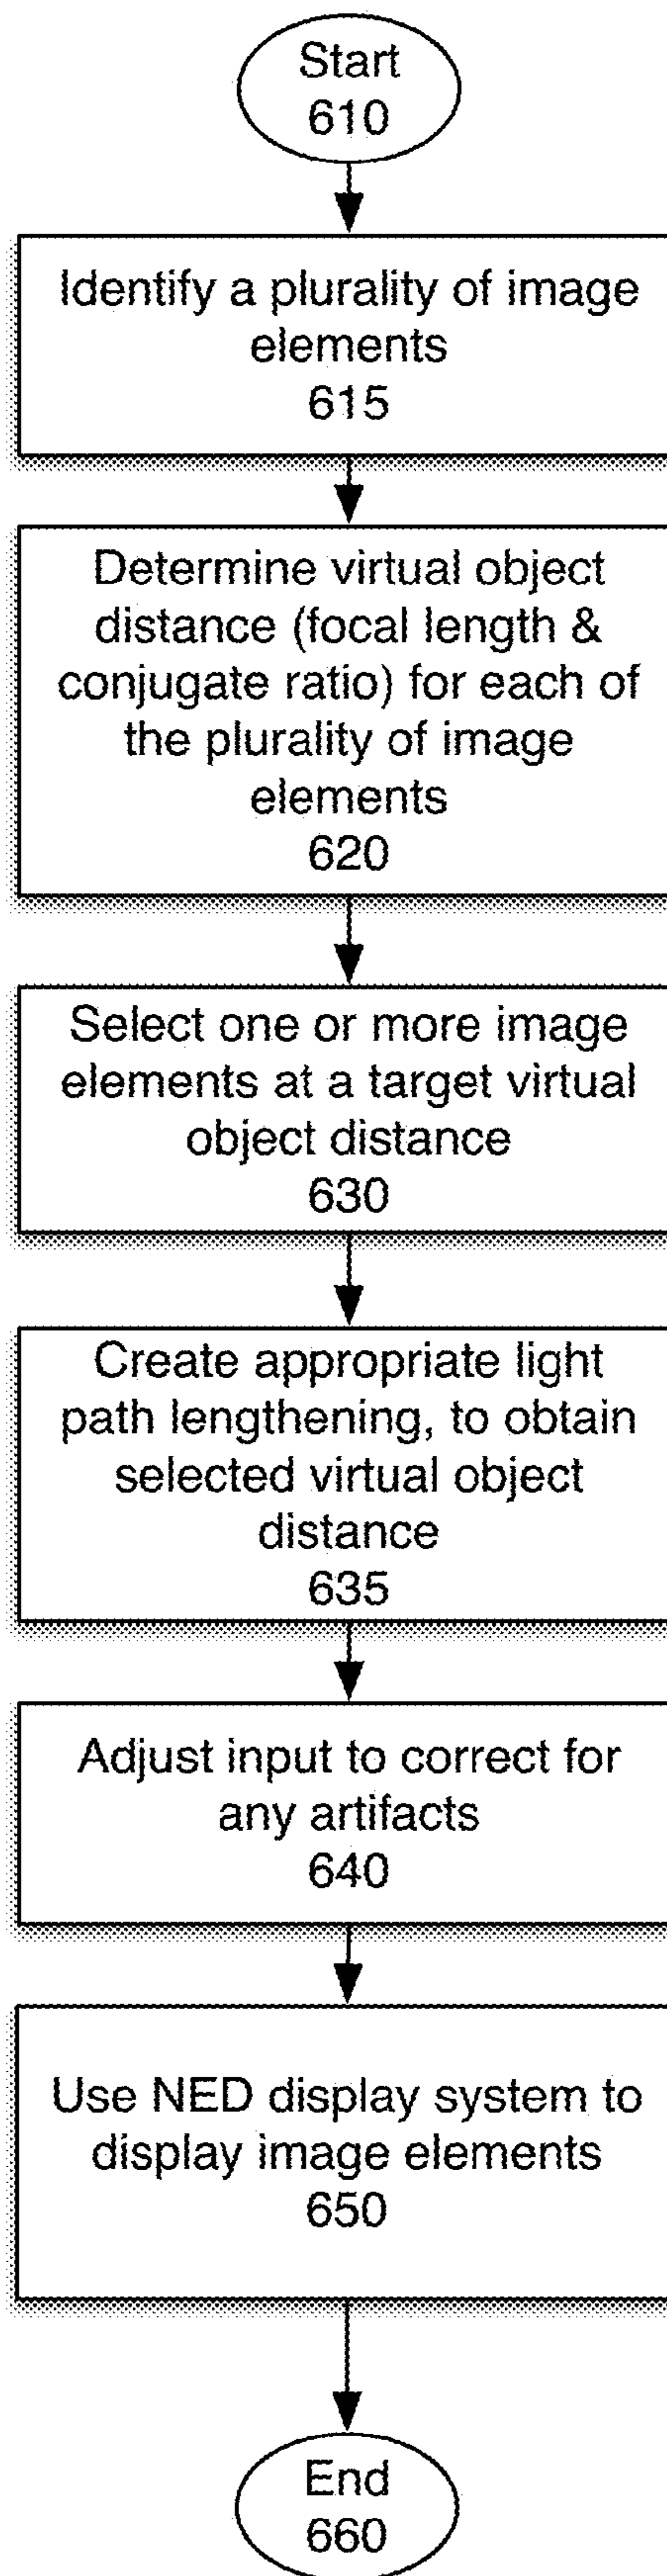 Start
610
Identify a plurality of image
elements
615
Determine virtual object
distance (focal length &
conjugate ratio) for each of
the plurality of image
elements
620
Select one or more image
elements at a target virtual
object distance
630
Create appropriate light
path lengthening, to obtain
selected virtual object
distance
635
Adjust input to correct for
any artifacts
640
Use NED display system to
display image elements
650
End
660